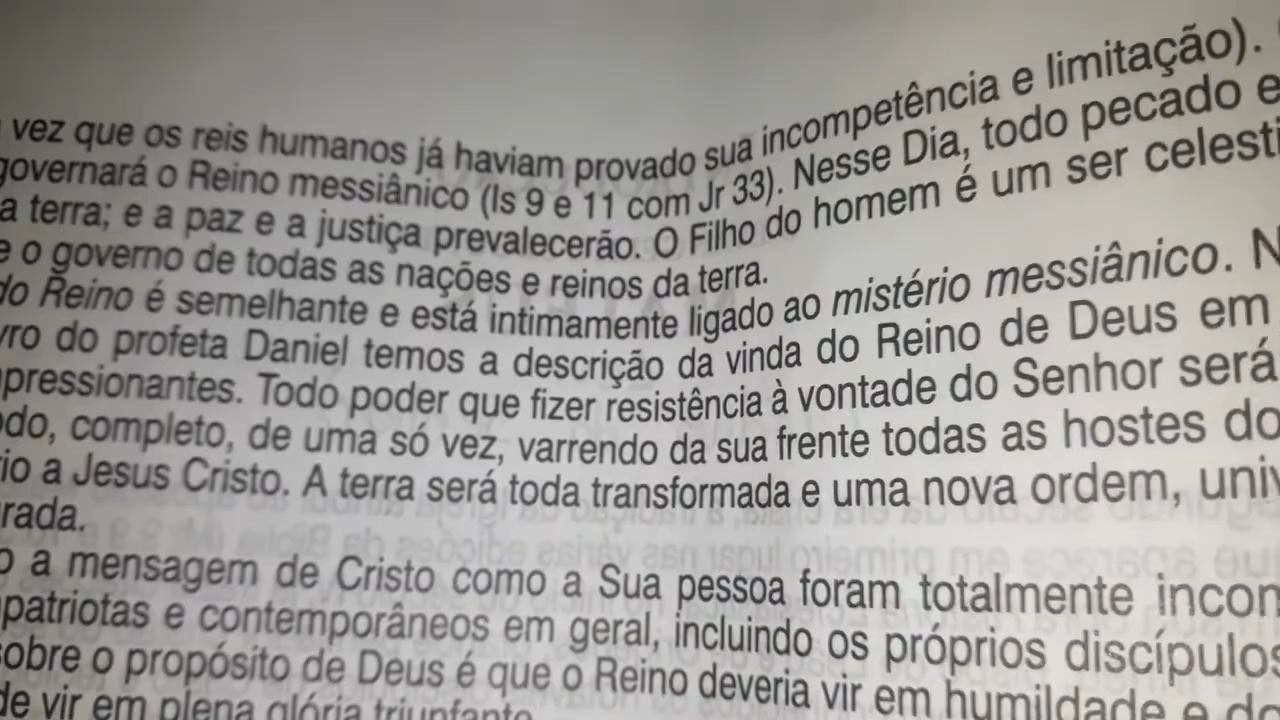 vez que os reis humanos já haviam provado sua incompetência e limitação).
governará o Reino messiânico (Is 9 e 11 com Jr 33). Nesse Dia, todo pecado e
a terra; e a paz e a justiça prevalecerão. O Filho do homem é um ser celesti
e o governo de todas as nações e reinos da terra.
do Reino é semelhante e está intimamente ligado ao mistério messiânico. N
vro do profeta Daniel temos a descrição da vinda do Reino de Deus em
pressionantes. Todo poder que fizer resistência à vontade do Senhor será
do, completo, de uma só vez, varrendo da sua frente todas as hostes do
io a Jesus Cristo. A terra será toda transformada e uma nova ordem, univ
rada.
o a mensagem de Cristo como a Sua pessoa foram totalmente incom
patriotas e contemporâneos em geral, incluindo os próprios discípulos
sobre o propósito de Deus é que o Reino deveria vir em humildade e do
de vir em plena glória triunfante